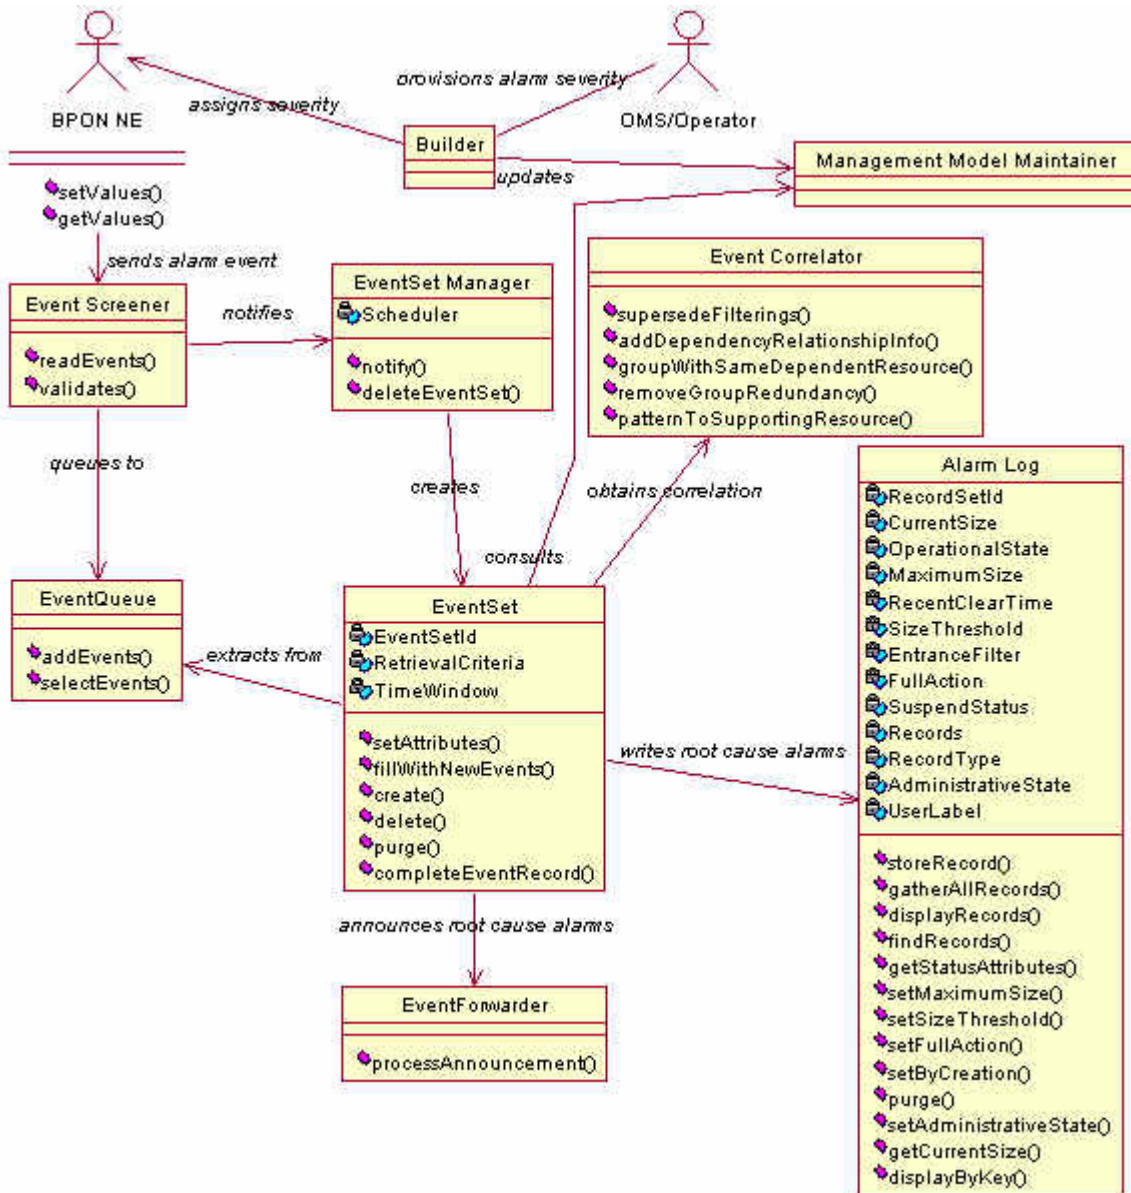 provisions alarm severity
assigns severity
BPON NE
OMS/Operator
Builder
Management Model Maintainer
updates
setValues()
getValues()
sends alarm event
Event Screener
readEvents()
validates()
notifies
EventSet Manager
Scheduler
notify()
deleteEventSet()
Event Correlator
supersedeFilterings()
addDependencyRelationshipInfo()
groupWithSameDependentResource()
removeGroupRedundancy()
patternToSupportingResource()
queues to
creates
obtains correlation
consults
Alarm Log
RecordSetId
CurrentSize
OperationalState
MaximumSize
RecentClearTime
SizeThreshold
EntranceFilter
FullAction
SuspendStatus
Records
RecordType
AdministrativeState
UserLabel
storeRecord()
gatherAllRecords()
displayRecords()
findRecords()
getStatusAttributes()
setMaximumSize()
setSizeThreshold()
setFullAction()
setByCreation()
purge()
setAdministrativeState()
getCurrentSize()
displayByKey()
EventQueue
addEvents()
selectEvents()
extracts from
EventSet
EventSetId
RetrievalCriteria
TimeWindow
setAttributes()
fillWithNewEvents()
create()
delete()
purge()
completeEventRecord()
writes root cause alarms
announces root cause alarms
EventForwarder
processAnnouncement()